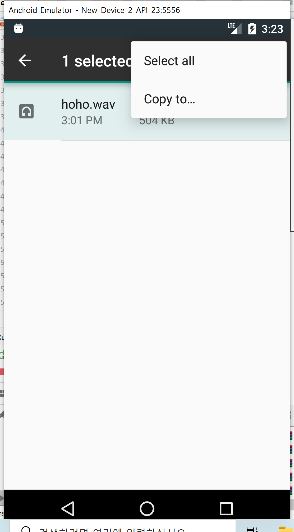 Android Emulator - New Device 2 API 23:5556
LTE 3:23
1 selected
Select all
Copy to...
hoho.wav
3:01 PM 504 KB